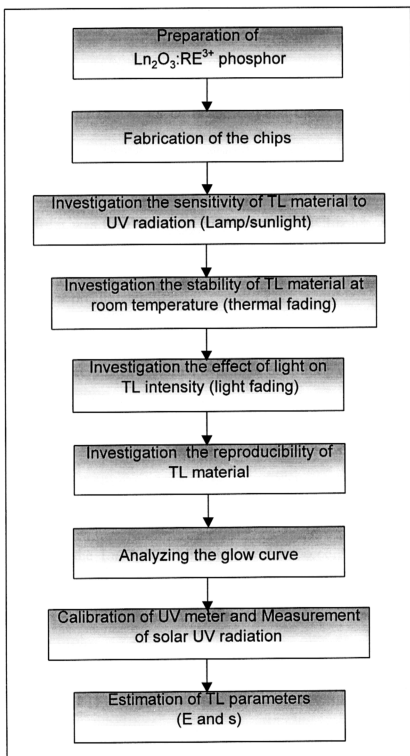 Preparation of
Ln₂O₃:RE³⁺ phosphor
Fabrication of the chips
Investigation the sensitivity of TL material to
UV radiation (Lamp/sunlight)
Investigation the stability of TL material at
room temperature (thermal fading)
Investigation the effect of light on
TL intensity (light fading)
Investigation the reproducibility of
TL material
Analyzing the glow curve
Calibration of UV meter and Measurement
of solar UV radiation
Estimation of TL parameters
(E and s)